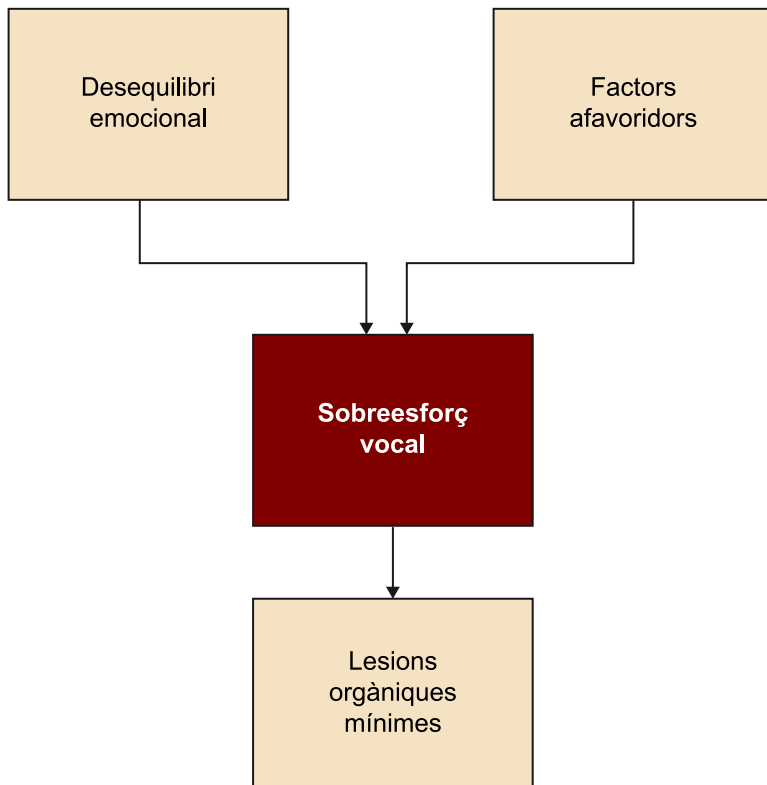 Desequilibri
emocional
Factors
afavoridors
Sobreesforç
vocal
Lesions
orgàniques
mínimes